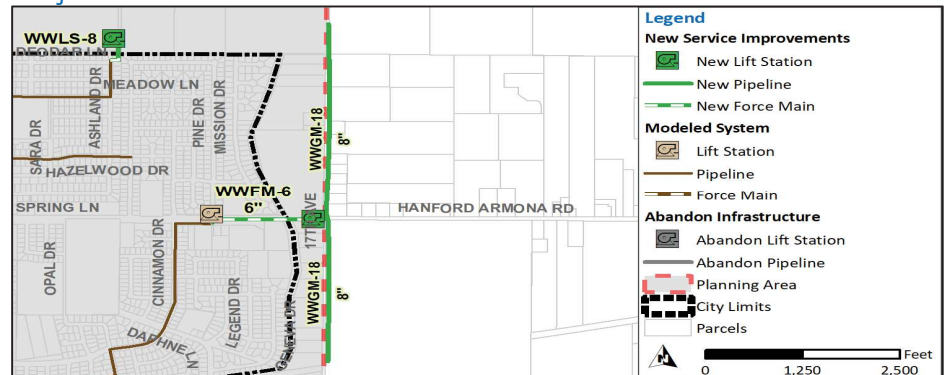 WWLS-8
DEODAR LN
MEADOW LN
ASHLAND DR
PINE DR
MISSION DR
SARA DR
HAZELWOOD DR
WWGM-18
8"
WWFM-6
6"
SPRING LN
17TH AVE
HANFORD ARMONA RD
OPAL DR
CINNAMON DR
LEGEND DR
GENEVA DR
WWGM-18
8"
DAPHNE LN
N
Legend
New Service Improvements
New Lift Station
New Pipeline
New Force Main
Modeled System
Lift Station
Pipeline
Force Main
Abandon Infrastructure
Abandon Lift Station
Abandon Pipeline
Planning Area
City Limits
Parcels
N
Feet
0 1,250 2,500